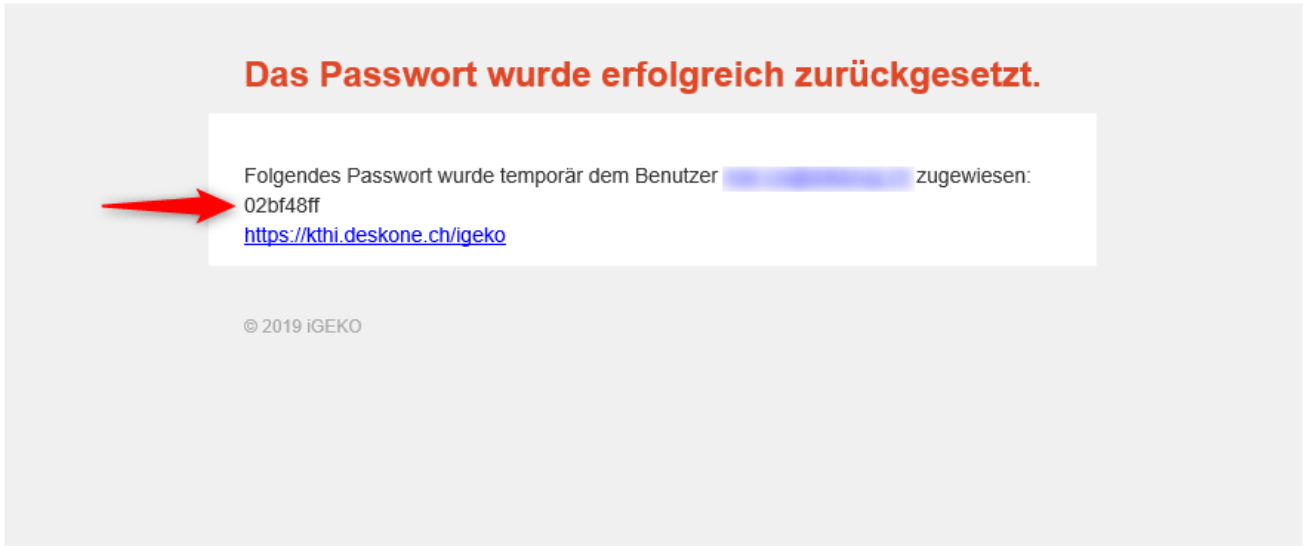 Das Passwort wurde erfolgreich zurückgesetzt.
Folgendes Passwort wurde temporär dem Benutzer zugewiesen:
02bf48ff
https://kthi.deskone.ch/igeko
© 2019 iGEKO